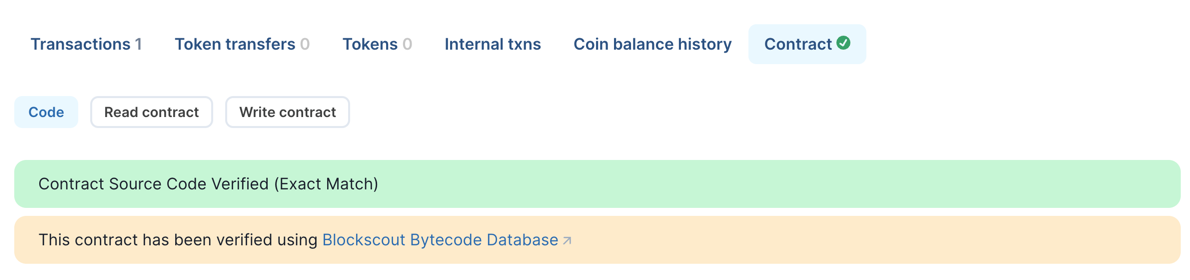 Transactions 1 Token transfers 0 Tokens 0 Internal txns Coin balance history Contract
Code Read contract Write contract
Contract Source Code Verified (Exact Match)
This contract has been verified using Blockscout Bytecode Database